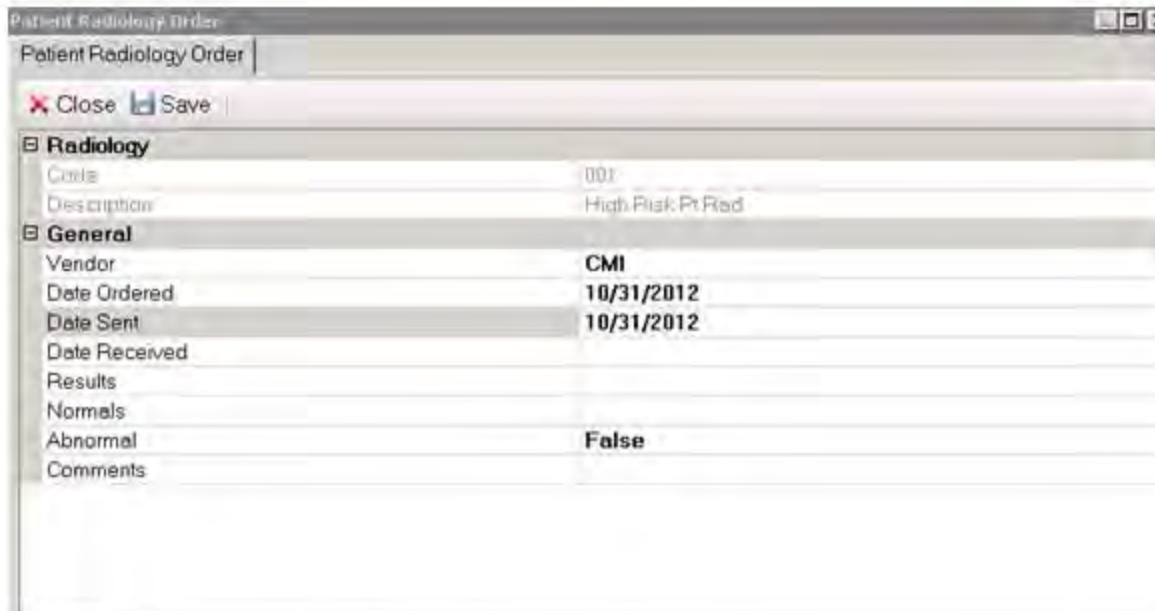 Patient Radiology Order
Patient Radiology Order
Close Save
Radiology
Code 001
Description High Risk Pt Rad
General
Vendor CMI
Date Ordered 10/31/2012
Date Sent 10/31/2012
Date Received
Results
Normals
Abnormal False
Comments